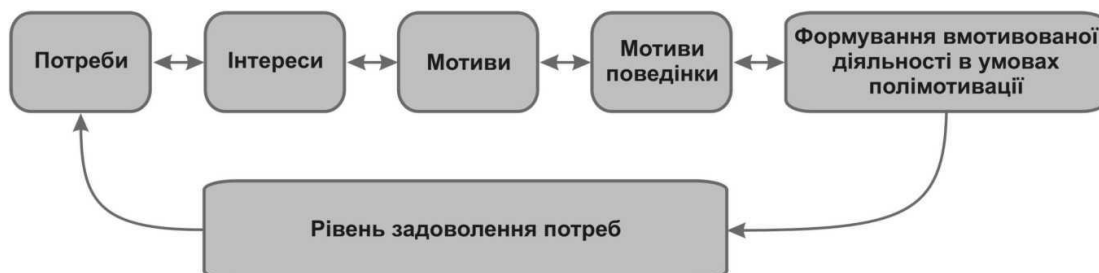 Потреби
Інтереси
Мотиви
Мотиви
поведінки
Формування вмотивованої
діяльності в умовах
полімотивації
Рівень задоволення потреб